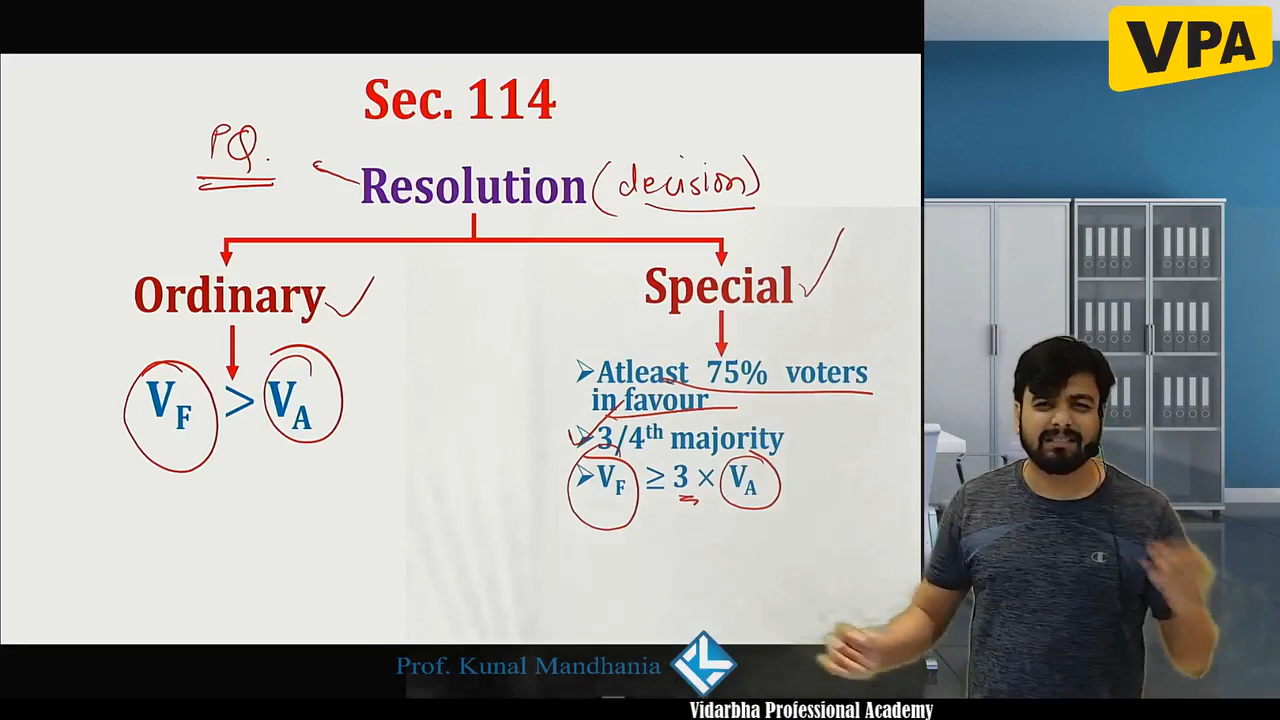 VPA
Sec. 114
PQ.
Resolution (decision)
Ordinary
Special
VF > VA
➢Atleast 75% voters
in favour
➢3/4th majority
➢VF ≥ 3 × VA
Prof. Kunal Mandhania
Vidarbha Professional Academy